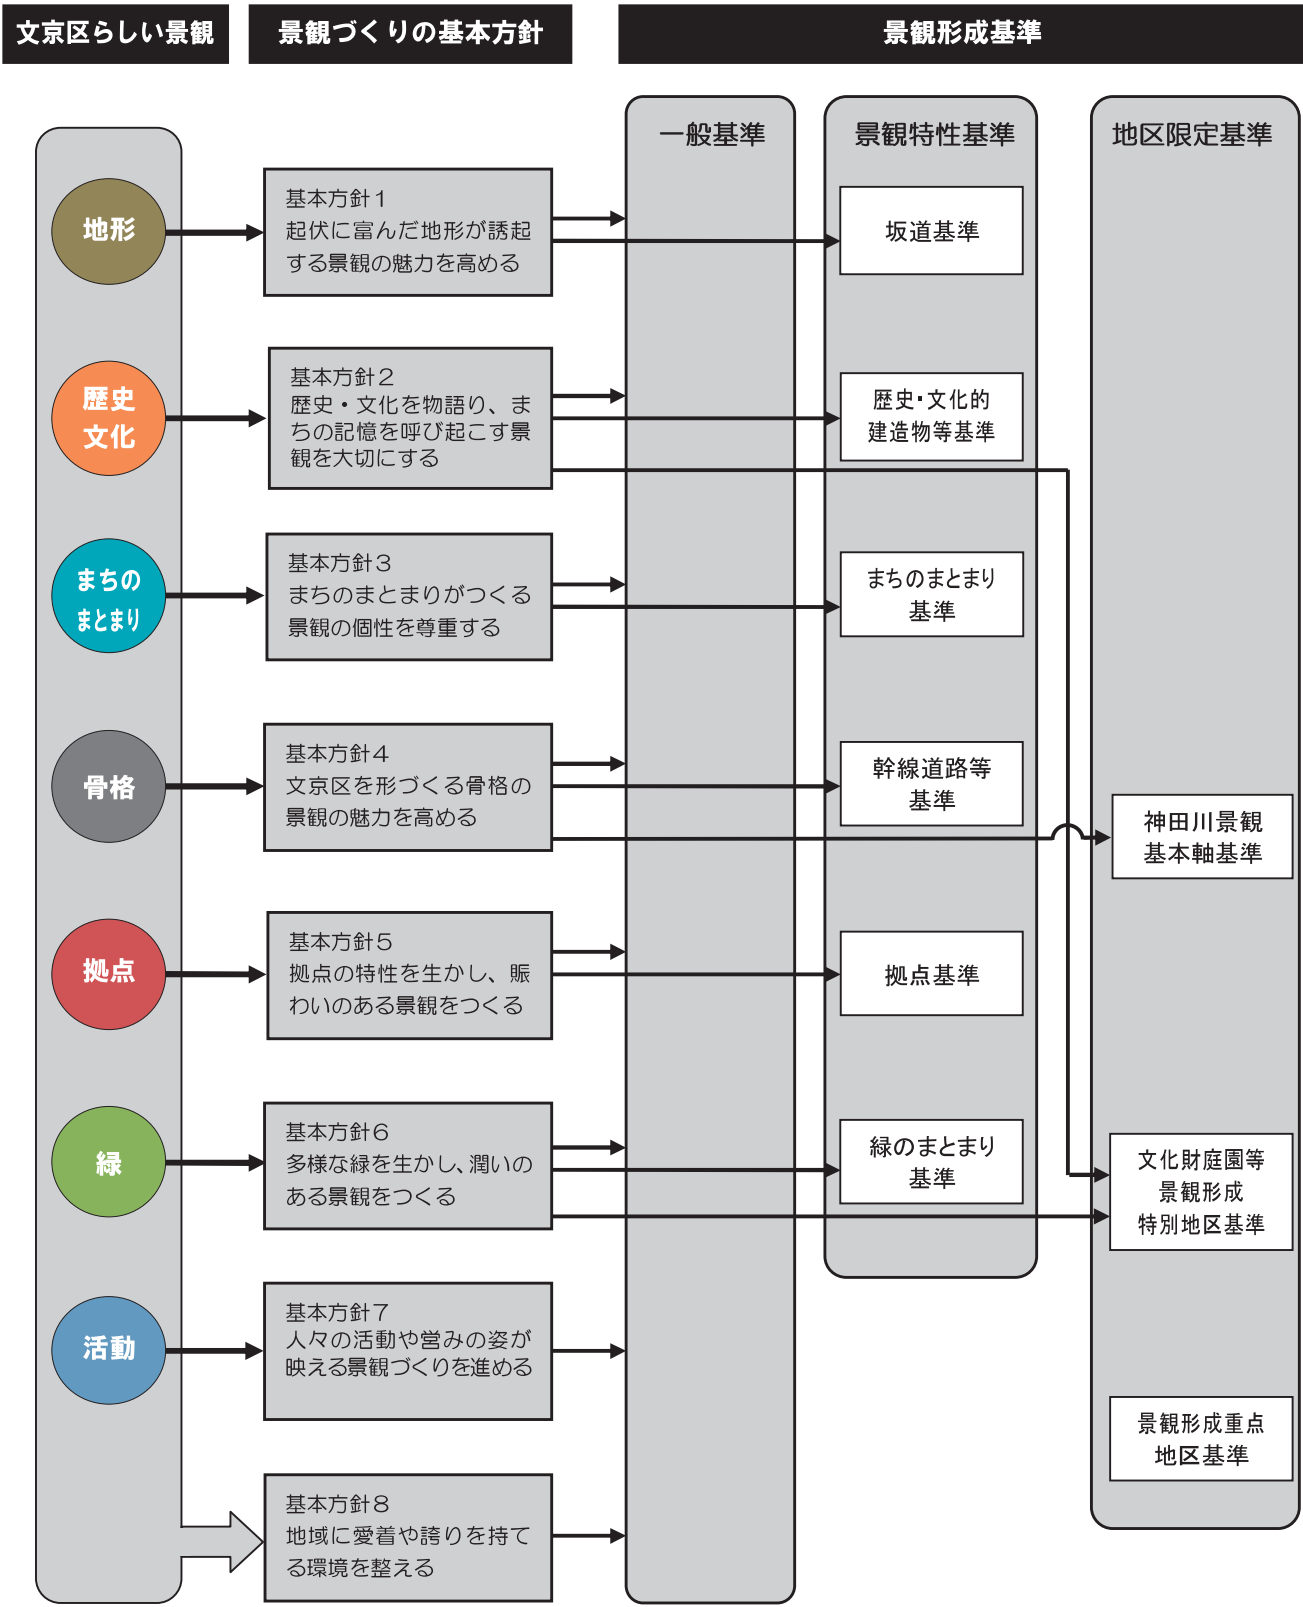 文京区らしい景観
景観づくりの基本方針
景観形成基準
一般基準
景観特性基準
地区限定基準
地形
基本方針1
起伏に富んだ地形が誘起
する景観の魅力を高める
坂道基準
歴史
文化
基本方針2
歴史・文化を物語り、ま
ちの記憶を呼び起こす景
観を大切にする
歴史・文化的
建造物等基準
まちの
まとまり
基本方針3
まちのまとまりがつくる
景観の個性を尊重する
まちのまとまり
基準
骨格
基本方針4
文京区を形づくる骨格の
景観の魅力を高める
幹線道路等
基準
神田川景観
基本軸基準
拠点
基本方針5
拠点の特性を生かし、賑
わいのある景観をつくる
拠点基準
緑
基本方針6
多様な緑を生かし、潤いの
ある景観をつくる
緑のまとまり
基準
文化財庭園等
景観形成
特別地区基準
活動
基本方針7
人々の活動や営みの姿が
映える景観づくりを進める
景観形成重点
地区基準
基本方針8
地域に愛着や誇りを持て
る環境を整える